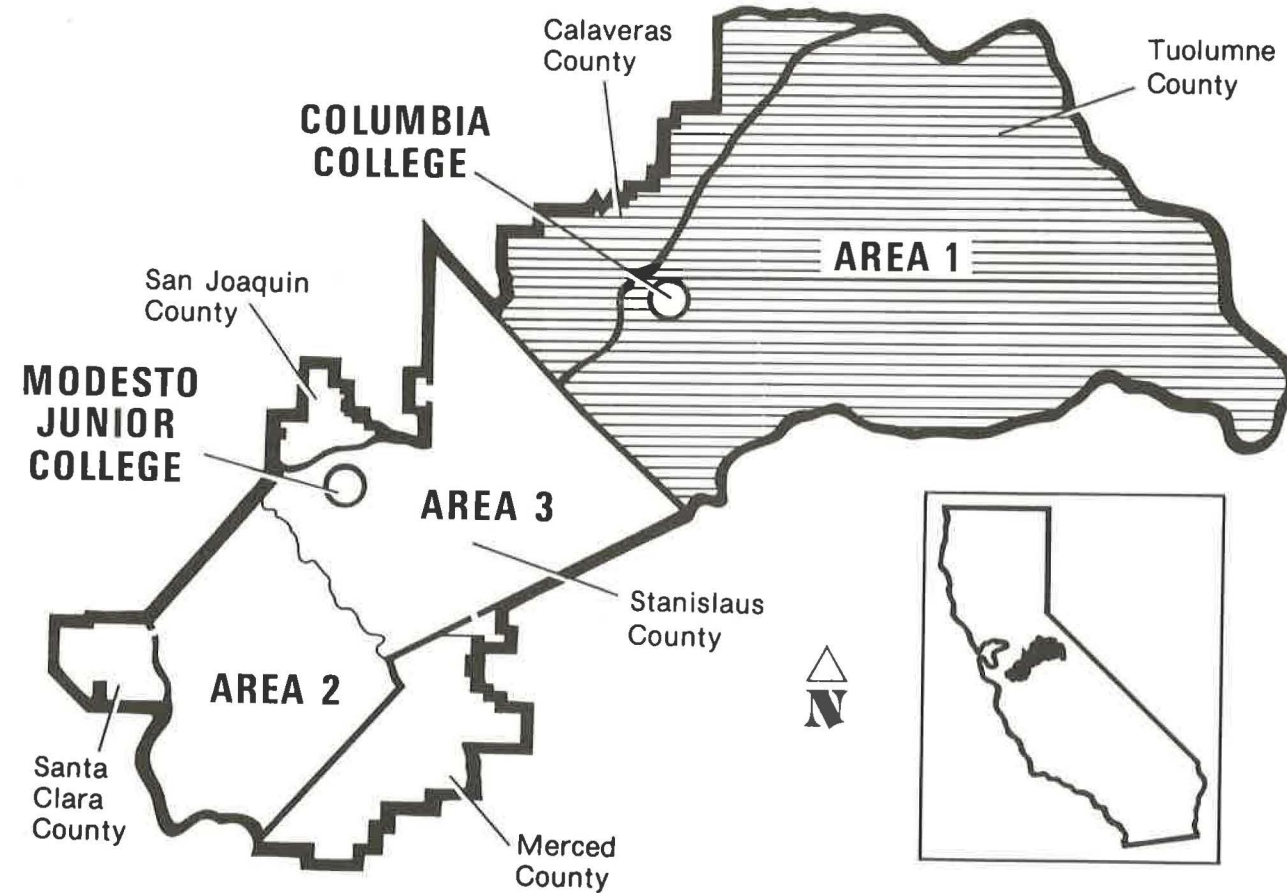 Calaveras
County
Tuolumne
County
COLUMBIA
COLLEGE
AREA 1
San Joaquin
County
MODESTO
JUNIOR
COLLEGE
AREA 3
Stanislaus
County
AREA 2
N
Santa
Clara
County
Merced
County